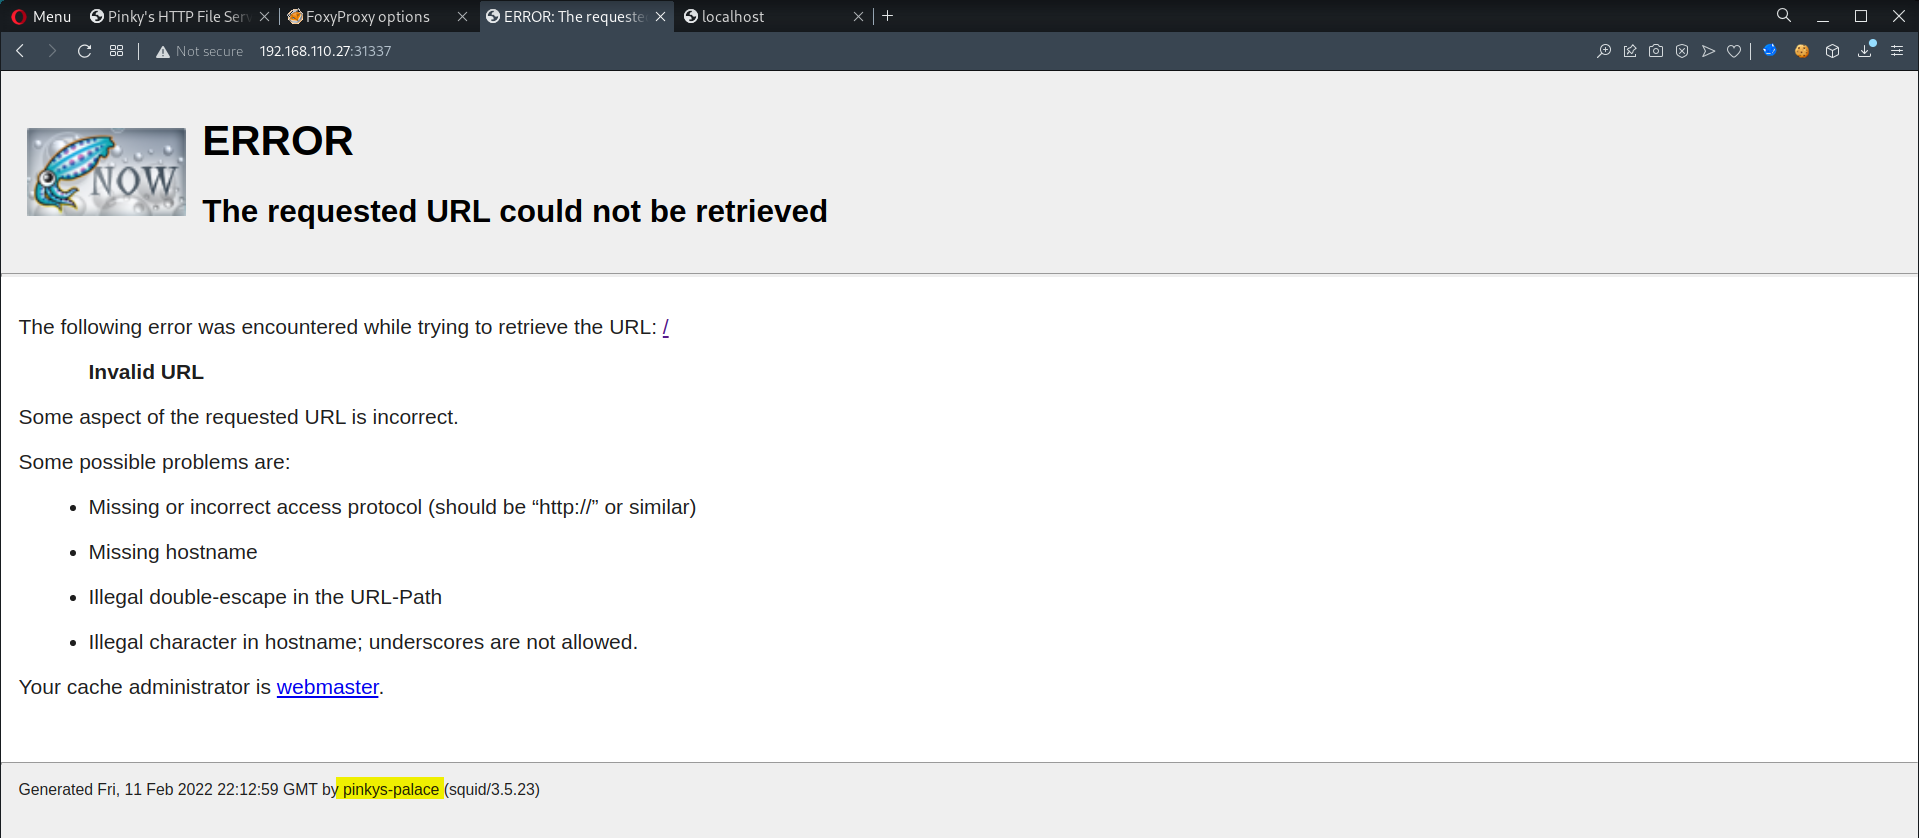 Menu Pinky's HTTP File Serv FoxyProxy options ERROR: The requeste localhost
Not secure 192.168.110.27:31337
NOW
ERROR
The requested URL could not be retrieved
The following error was encountered while trying to retrieve the URL: /
Invalid URL
Some aspect of the requested URL is incorrect.
Some possible problems are:
• Missing or incorrect access protocol (should be “http://” or similar)
• Missing hostname
• Illegal double-escape in the URL-Path
• Illegal character in hostname; underscores are not allowed.
Your cache administrator is webmaster.
Generated Fri, 11 Feb 2022 22:12:59 GMT by pinkys-palace (squid/3.5.23)